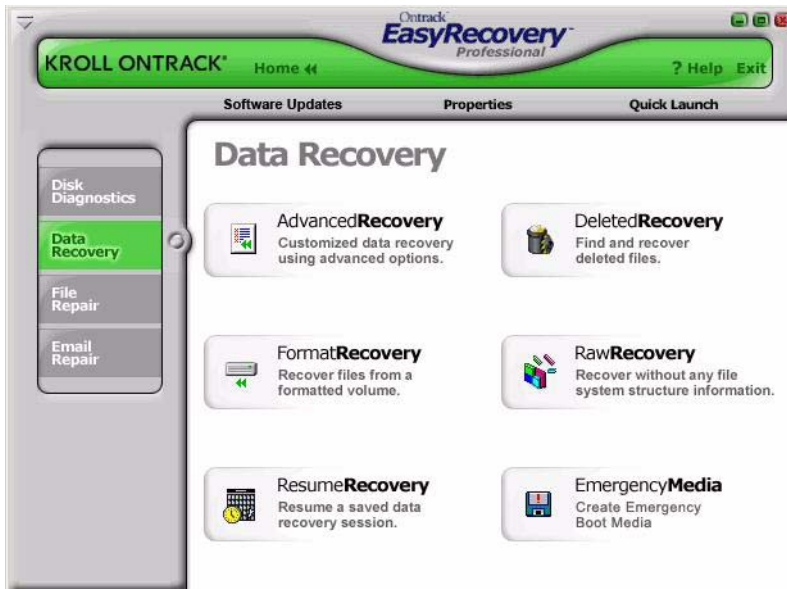 Ontrack®
EasyRecovery™
Professional
KROLL ONTRACK®
Home
? Help Exit
Software Updates
Properties
Quick Launch
Disk
Diagnostics
Data
Recovery
File
Repair
Email
Repair
Data Recovery
AdvancedRecovery
Customized data recovery
using advanced options.
DeletedRecovery
Find and recover
deleted files.
FormatRecovery
Recover files from a
formatted volume.
RawRecovery
Recover without any file
system structure information.
ResumeRecovery
Resume a saved data
recovery session.
EmergencyMedia
Create Emergency
Boot Media